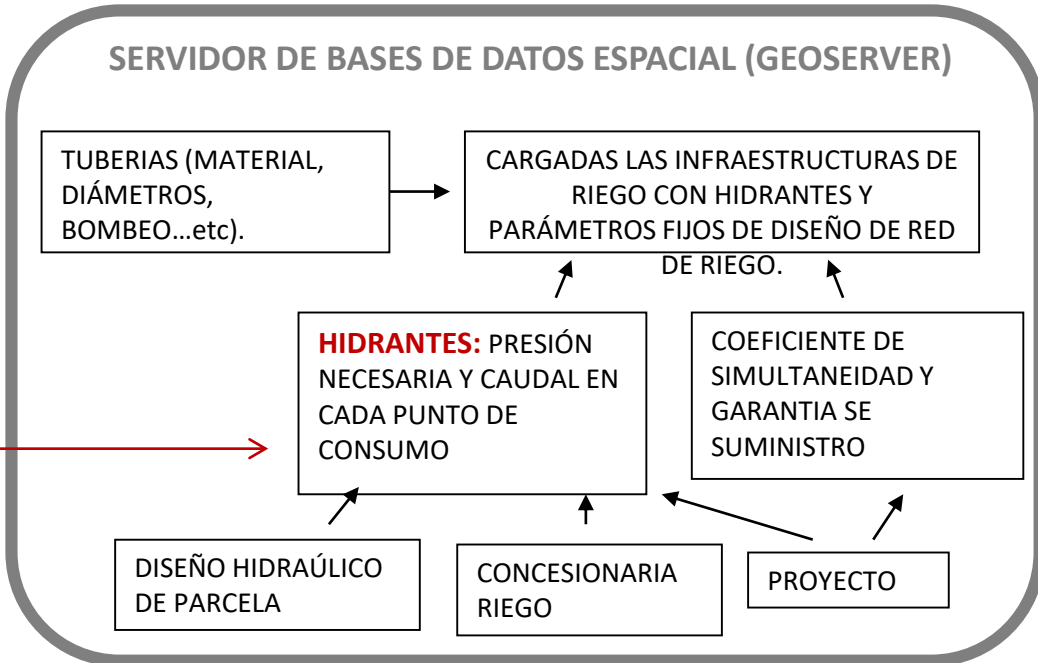 SERVIDOR DE BASES DE DATOS ESPACIAL (GEOSERVER)
TUBERIAS (MATERIAL,
DIÁMETROS,
BOMBEO...etc).
CARGADAS LAS INFRAESTRUCTURAS DE
RIEGO CON HIDRANTES Y
PARÁMETROS FIJOS DE DISEÑO DE RED
DE RIEGO.
HIDRANTES: PRESIÓN
NECESARIA Y CAUDAL EN
CADA PUNTO DE
CONSUMO
COEFICIENTE DE
SIMULTANEIDAD Y
GARANTIA SE
SUMINISTRO
DISEÑO HIDRAÚLICO
DE PARCELA
CONCESIONARIA
RIEGO
PROYECTO